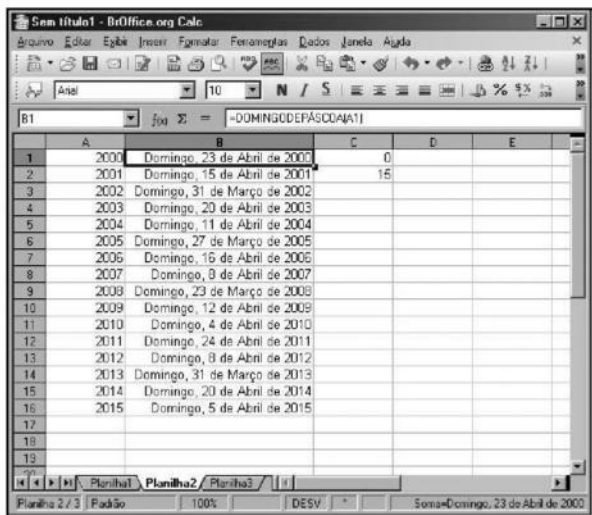 Sem título1 - BrOffice.org Calc
Arquivo Editar Exibir Inserir Formatar Ferramentas Dados Janela Ajuda
Arial 10 N I S
B1 f(x) Σ = =DOMINGODEPÁSCOA(A1)
A B C D E
1 2000 Domingo, 23 de Abril de 2000 0
2 2001 Domingo, 15 de Abril de 2001 15
3 2002 Domingo, 31 de Março de 2002
4 2003 Domingo, 20 de Abril de 2003
5 2004 Domingo, 11 de Abril de 2004
6 2005 Domingo, 27 de Março de 2005
7 2006 Domingo, 16 de Abril de 2006
8 2007 Domingo, 8 de Abril de 2007
9 2008 Domingo, 23 de Março de 2008
10 2009 Domingo, 12 de Abril de 2009
11 2010 Domingo, 4 de Abril de 2010
12 2011 Domingo, 24 de Abril de 2011
13 2012 Domingo, 8 de Abril de 2012
14 2013 Domingo, 31 de Março de 2013
15 2014 Domingo, 20 de Abril de 2014
16 2015 Domingo, 5 de Abril de 2015
17
18
19
Planilha1 Planilha2 Planilha3
Planilha 2 / 3 Padrão 100% DESV * Soma=Domingo, 23 de Abril de 2000